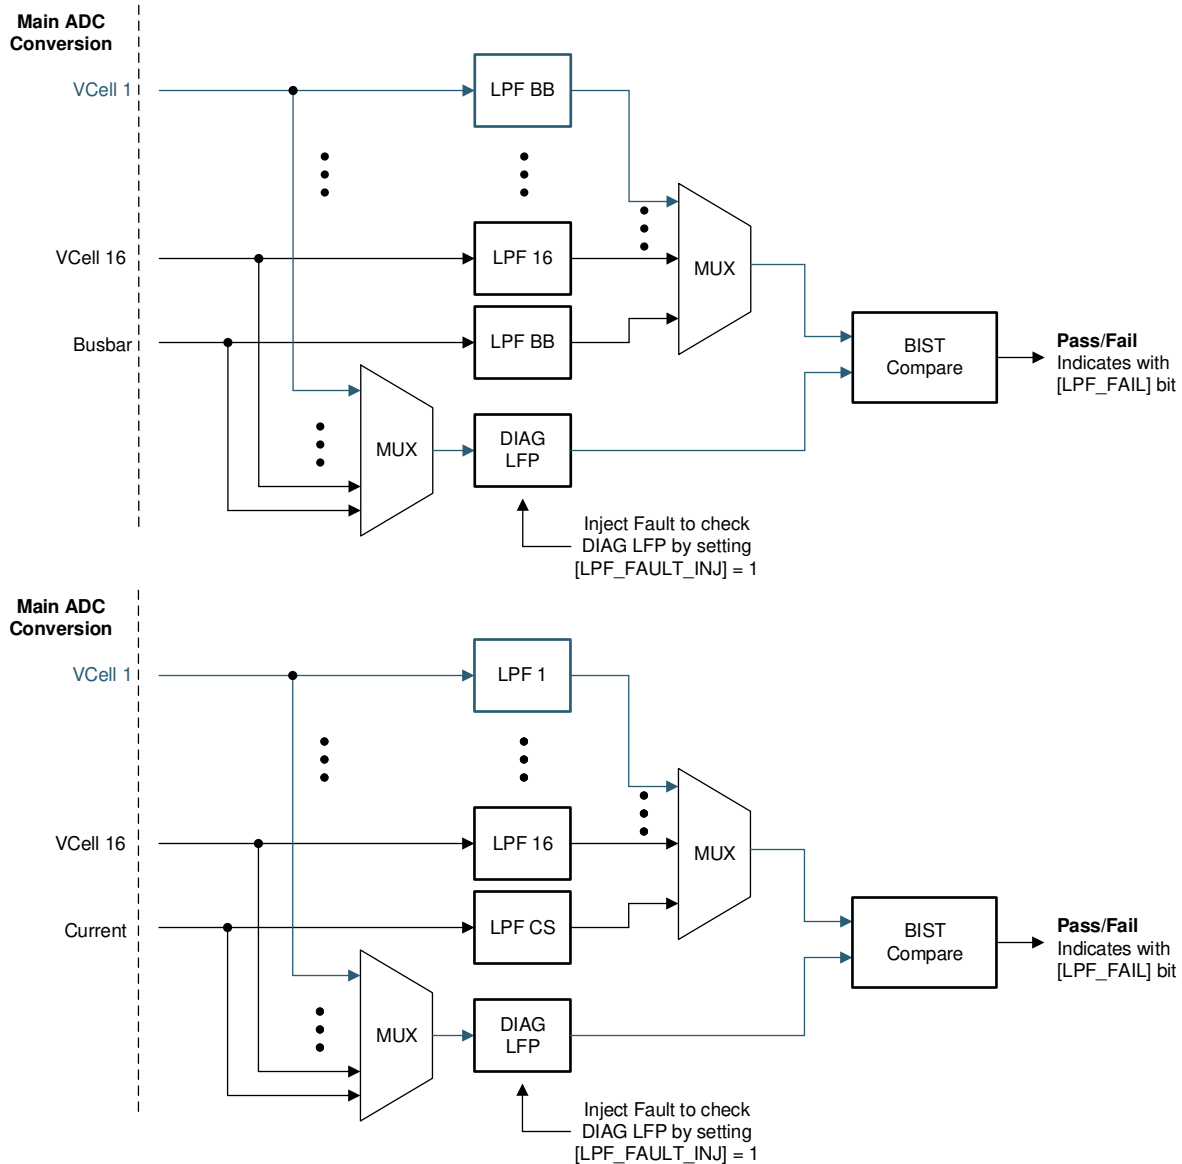 Main ADC
Conversion
VCell 1
LPF BB
VCell 16
LPF 16
MUX
Busbar
LPF BB
BIST
Compare
Pass/Fail
Indicates with
[LPF_FAIL] bit
MUX
DIAG
LFP
Inject Fault to check
DIAG LFP by setting
[LPF_FAULT_INJ] = 1
Main ADC
Conversion
VCell 1
LPF 1
VCell 16
LPF 16
MUX
Current
LPF CS
BIST
Compare
Pass/Fail
Indicates with
[LPF_FAIL] bit
MUX
DIAG
LFP
Inject Fault to check
DIAG LFP by setting
[LPF_FAULT_INJ] = 1